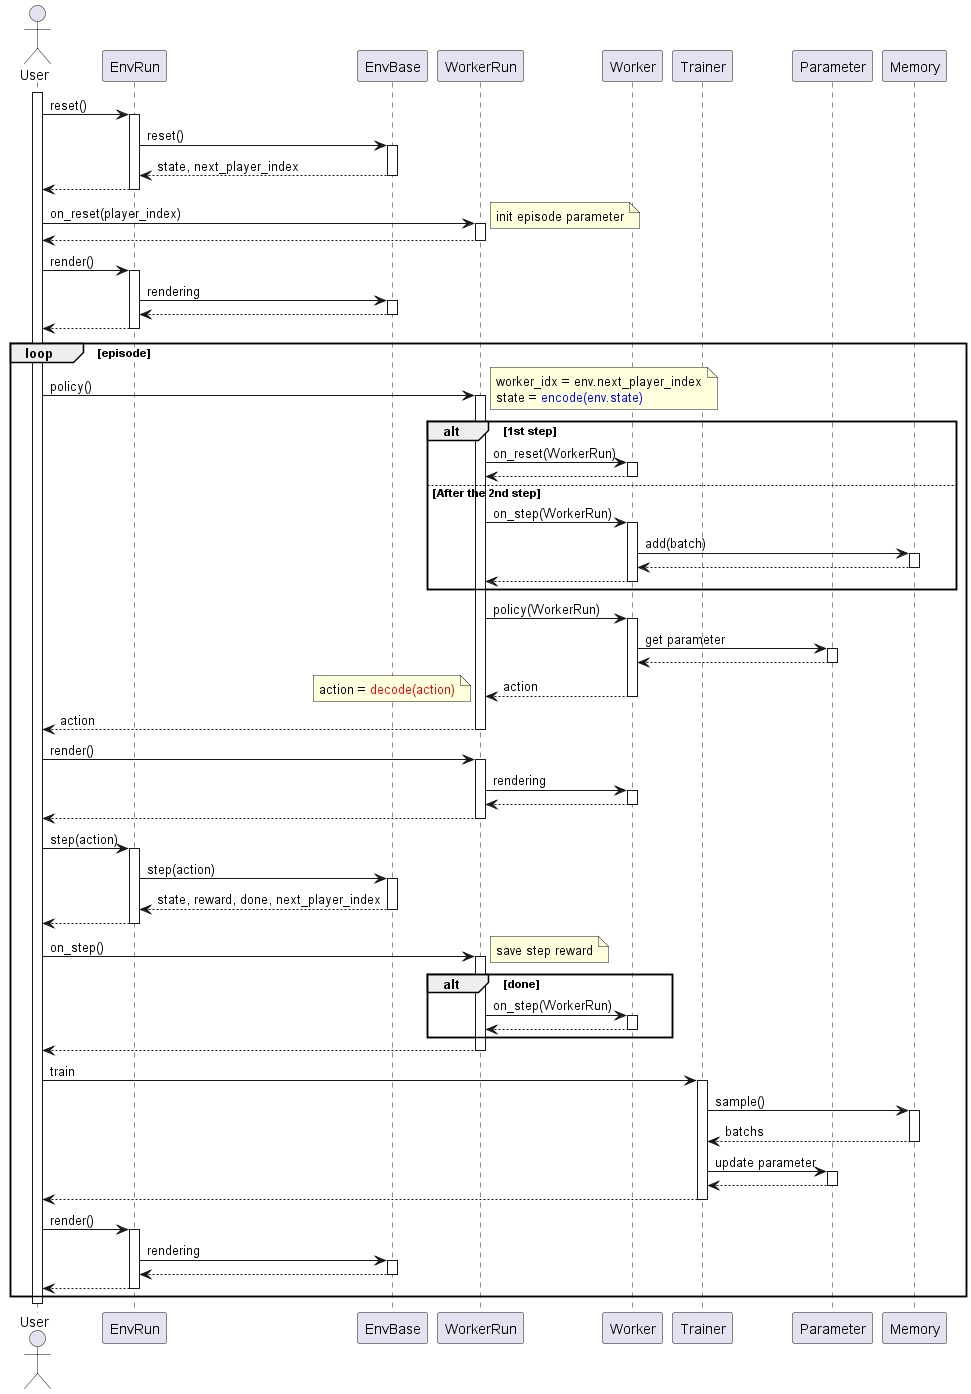 User
EnvRun
EnvBase
WorkerRun
Worker
Trainer
Parameter
Memory
reset()
reset()
state, next_player_index
on_reset(player_index)
init episode parameter
render()
rendering
loop
[episode]
policy()
worker_idx = env.next_player_index
state = encode(env.state)
alt
[1st step]
on_reset(WorkerRun)
[After the 2nd step]
on_step(WorkerRun)
add(batch)
policy(WorkerRun)
get parameter
action
action = decode(action)
action
render()
rendering
step(action)
step(action)
state, reward, done, next_player_index
on_step()
save step reward
alt
[done]
on_step(WorkerRun)
train
sample()
batchs
update parameter
render()
rendering
User
EnvRun
EnvBase
WorkerRun
Worker
Trainer
Parameter
Memory